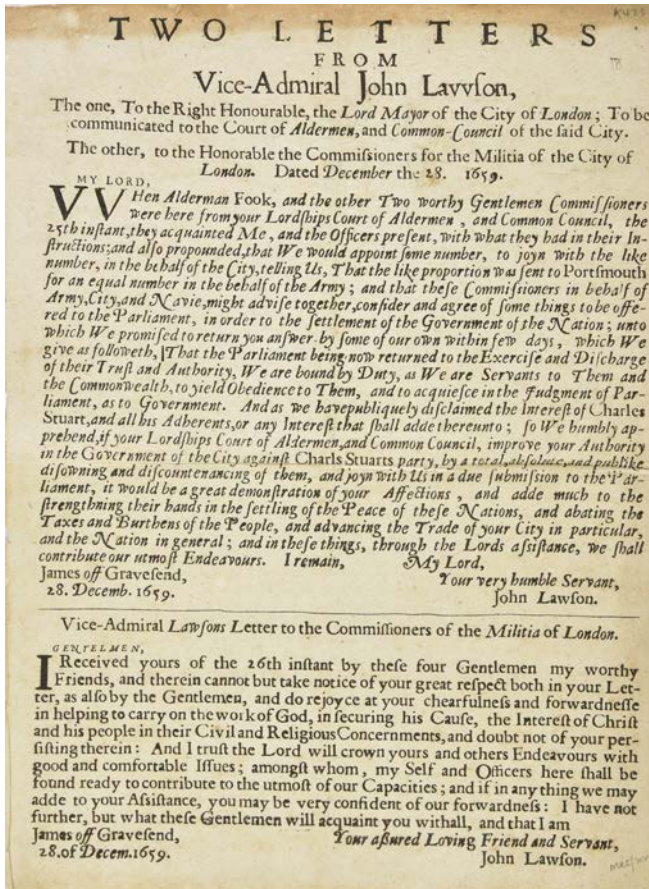 TWO LETTERS
FROM
Vice-Admiral John Lavvſon,
The one, To the Right Honourable, the Lord Mayor of the City of London; To be
communicated to the Court of Aldermen, and Common-Council of the ſaid City.
The other, to the Honorable the Commiſſioners for the Militia of the City of
London. Dated December the 28. 1659.
MY LORD,
VVHen Alderman Fook, and the other Two worthy Gentlemen Commiſſioners
were here from your Lordſhips Court of Aldermen, and Common Council, the
25th inſtant, they acquainted Me, and the Officers preſent, with what they had in their In-
ſtructions; and alſo propounded, that We would appoint ſome number, to joyn with the like
number, in the behalf of the City, telling Us, That the like proportion was ſent to Portſmouth
for an equal number in the behalf of the Army; and that theſe Commiſſioners in behalf of
Army, City, and Navie, might adviſe together, conſider and agree of ſome things to be offe-
red to the Parliament, in order to the ſettlement of the Government of the Nation; unto
which We promiſed to return you anſwer by ſome of our own within few days, which We
give as followeth, That the Parliament being now returned to the Exerciſe and Diſcharge
of their Truſt and Authority, We are bound by Duty, as We are Servants to Them and
the Commonwealth, to yield Obedience to Them, and to acquieſce in the Judgment of Par-
liament, as to Government. And as we have publiquely diſclaimed the Intereſt of Charles
Stuart, and all his Adherents, or any Intereſt that ſhall adde thereunto; ſo We humbly ap-
prehend, if your Lordſhips Court of Aldermen, and Common Council, improve your Authority
in the Government of the City againſt Charls Stuarts party, by a total, abſolute, and publike
diſowning and diſcountenancing of them, and joyn with Us in a due ſubmiſſion to the Par-
liament, it would be a great demonſtration of your Affections, and adde much to the
ſtrengthning their hands in the ſettling of the Peace of theſe Nations, and abating the
Taxes and Burthens of the People, and advancing the Trade of your City in particular,
and the Nation in general; and in theſe things, through the Lords aſſiſtance, we ſhall
contribute our utmoſt Endeavours. I remain, My Lord,
James off Graveſend, Your very humble Servant,
28. Decemb. 1659. John Lawſon.
Vice-Admiral Lawſons Letter to the Commiſſioners of the Militia of London.
GENTELMEN,
I Received yours of the 26th inſtant by theſe four Gentlemen my worthy
Friends, and therein cannot but take notice of your great reſpect both in your Let-
ter, as alſo by the Gentlemen, and do rejoyce at your chearfulneſs and forwardneſſe
in helping to carry on the work of God, in ſecuring his Cauſe, the Intereſt of Chriſt
and his people in their Civil and Religious Concernments, and doubt not of your per-
ſiſting therein: And I truſt the Lord will crown yours and others Endeavours with
good and comfortable Iſſues; amongſt whom, my Self and Officers here ſhall be
found ready to contribute to the utmoſt of our Capacities; and if in any thing we may
adde to your Aſſiſtance, you may be very confident of our forwardneſs: I have not
further, but what theſe Gentlemen will acquaint you withall, and that I am
James off Graveſend, Your aſſured Loving Friend and Servant,
28. of Decem. 1659. John Lawſon.